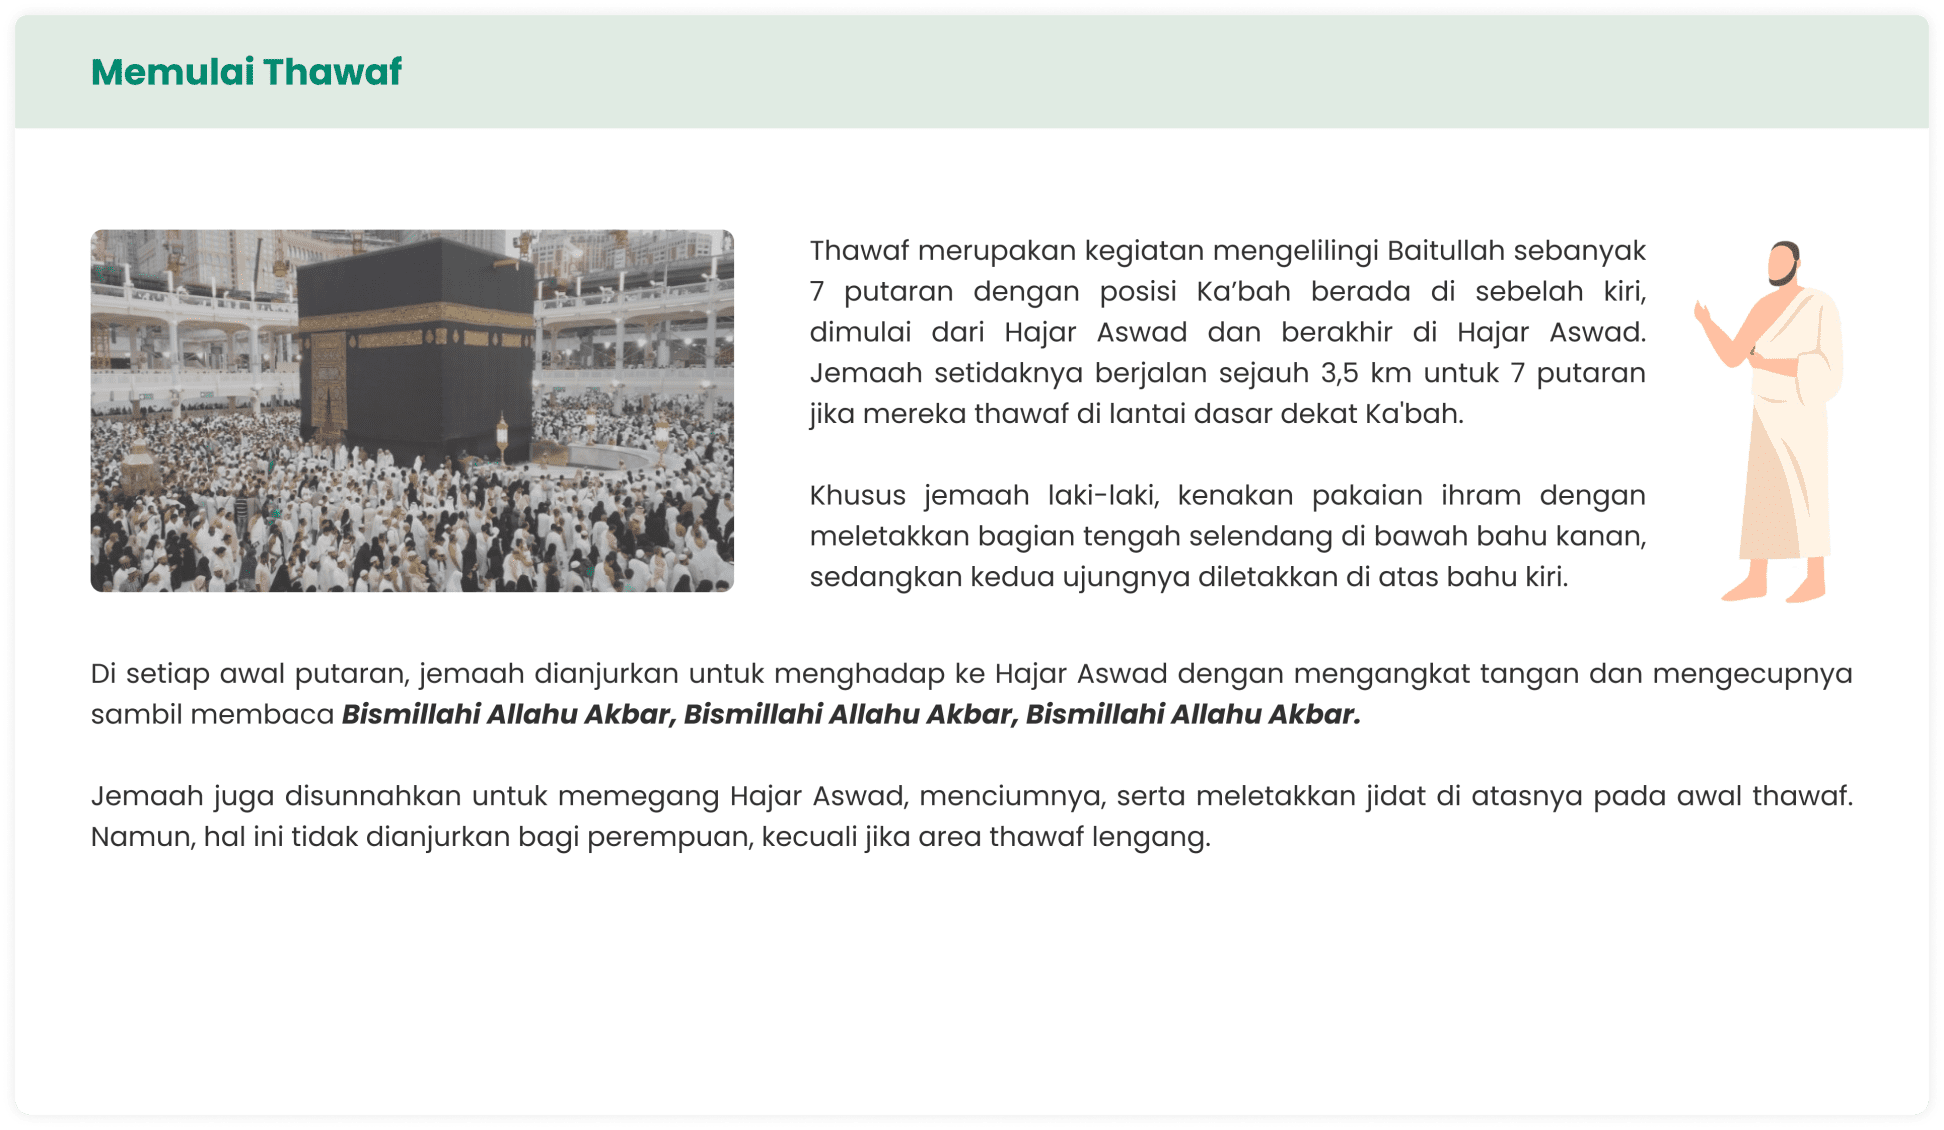 Memulai Thawaf
Thawaf merupakan kegiatan mengelilingi Baitullah sebanyak
7 putaran dengan posisi Ka’bah berada di sebelah kiri,
dimulai dari Hajar Aswad dan berakhir di Hajar Aswad.
Jemaah setidaknya berjalan sejauh 3,5 km untuk 7 putaran
jika mereka thawaf di lantai dasar dekat Ka'bah.
Khusus jemaah laki-laki, kenakan pakaian ihram dengan
meletakkan bagian tengah selendang di bawah bahu kanan,
sedangkan kedua ujungnya diletakkan di atas bahu kiri.
Di setiap awal putaran, jemaah dianjurkan untuk menghadap ke Hajar Aswad dengan mengangkat tangan dan mengecupnya
sambil membaca Bismillahi Allahu Akbar, Bismillahi Allahu Akbar, Bismillahi Allahu Akbar.
Jemaah juga disunnahkan untuk memegang Hajar Aswad, menciumnya, serta meletakkan jidat di atasnya pada awal thawaf.
Namun, hal ini tidak dianjurkan bagi perempuan, kecuali jika area thawaf lengang.